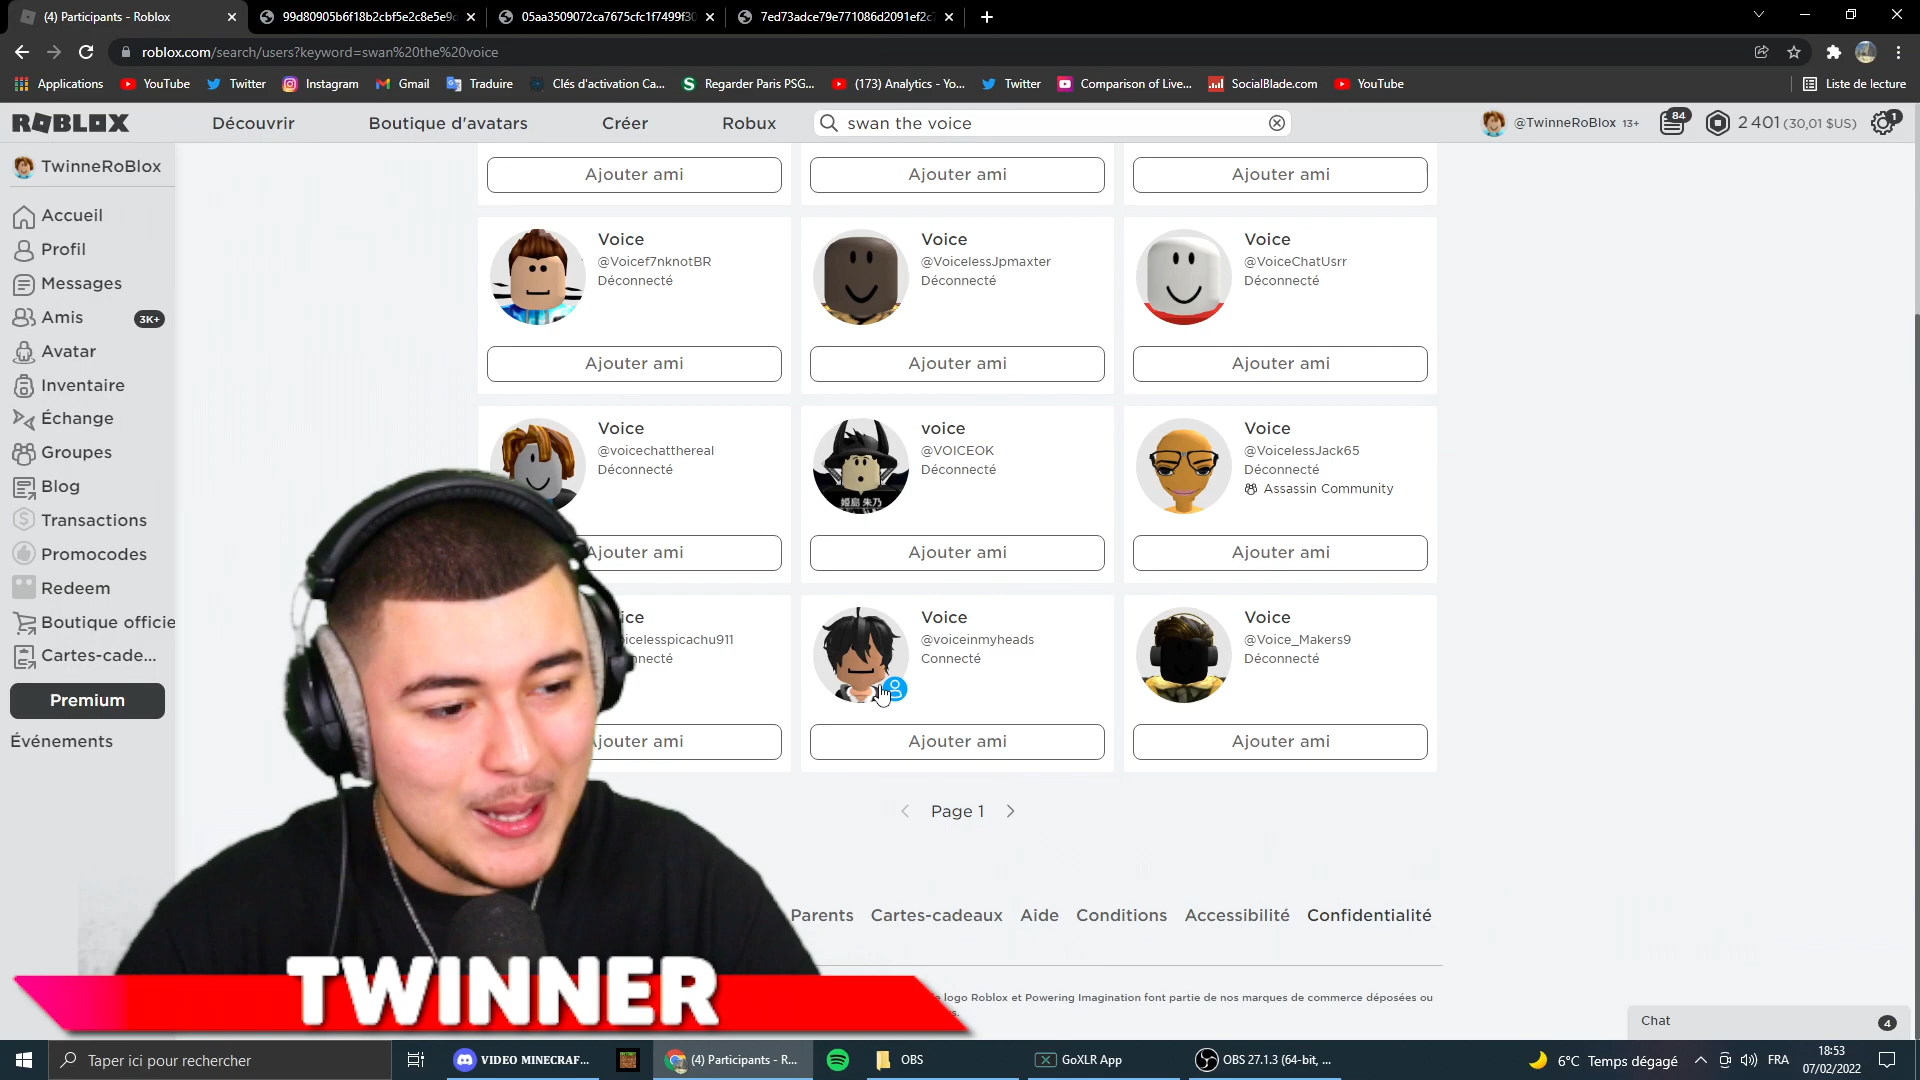 (4) Participants - Roblox
99d80905b6f18b2cbf5e2c8e5e9d
05aa3509072ca7675cfc1f7499f30
7ed73adce79e771086d2091ef2c7
roblox.com/search/users?keyword=swan%20the%20voice
Applications
YouTube
Twitter
Instagram
Gmail
Traduire
Clés d'activation Ca...
Regarder Paris PSG...
(173) Analytics - Yo...
Twitter
Comparison of Live...
SocialBlade.com
YouTube
Liste de lecture
ROBLOX
Découvrir
Boutique d'avatars
Créer
Robux
swan the voice
@TwinneRoBlox 13+
84
2 401 (30,01 $US)
1
TwinneRoBlox
Accueil
Profil
Messages
Amis
3K+
Avatar
Inventaire
Échange
Groupes
Blog
Transactions
Promocodes
Redeem
Boutique officie
Cartes-cade...
Premium
Événements
Ajouter ami
Ajouter ami
Ajouter ami
Voice
@Voicef7nknotBR
Déconnecté
Ajouter ami
Voice
@VoicelessJpmaxter
Déconnecté
Ajouter ami
Voice
@VoiceChatUsrr
Déconnecté
Ajouter ami
Voice
@voicechatthereal
Déconnecté
Ajouter ami
voice
@VOICEOK
Déconnecté
姫島 朱乃
Ajouter ami
Voice
@VoicelessJack65
Déconnecté
Assassin Community
Ajouter ami
ice
icelesspicachu911
nnecté
jouter ami
Voice
@voiceinmyheads
Connecté
Ajouter ami
Voice
@Voice_Makers9
Déconnecté
Ajouter ami
Page 1
Parents
Cartes-cadeaux
Aide
Conditions
Accessibilité
Confidentialité
logo Roblox et Powering Imagination font partie de nos marques de commerce déposées ou
s.
TWINNER
Chat
4
Taper ici pour rechercher
VIDEO MINECRAF...
(4) Participants - R...
OBS
GoXLR App
OBS 27.1.3 (64-bit, ...
6°C Temps dégagé
FRA
18:53
07/02/2022